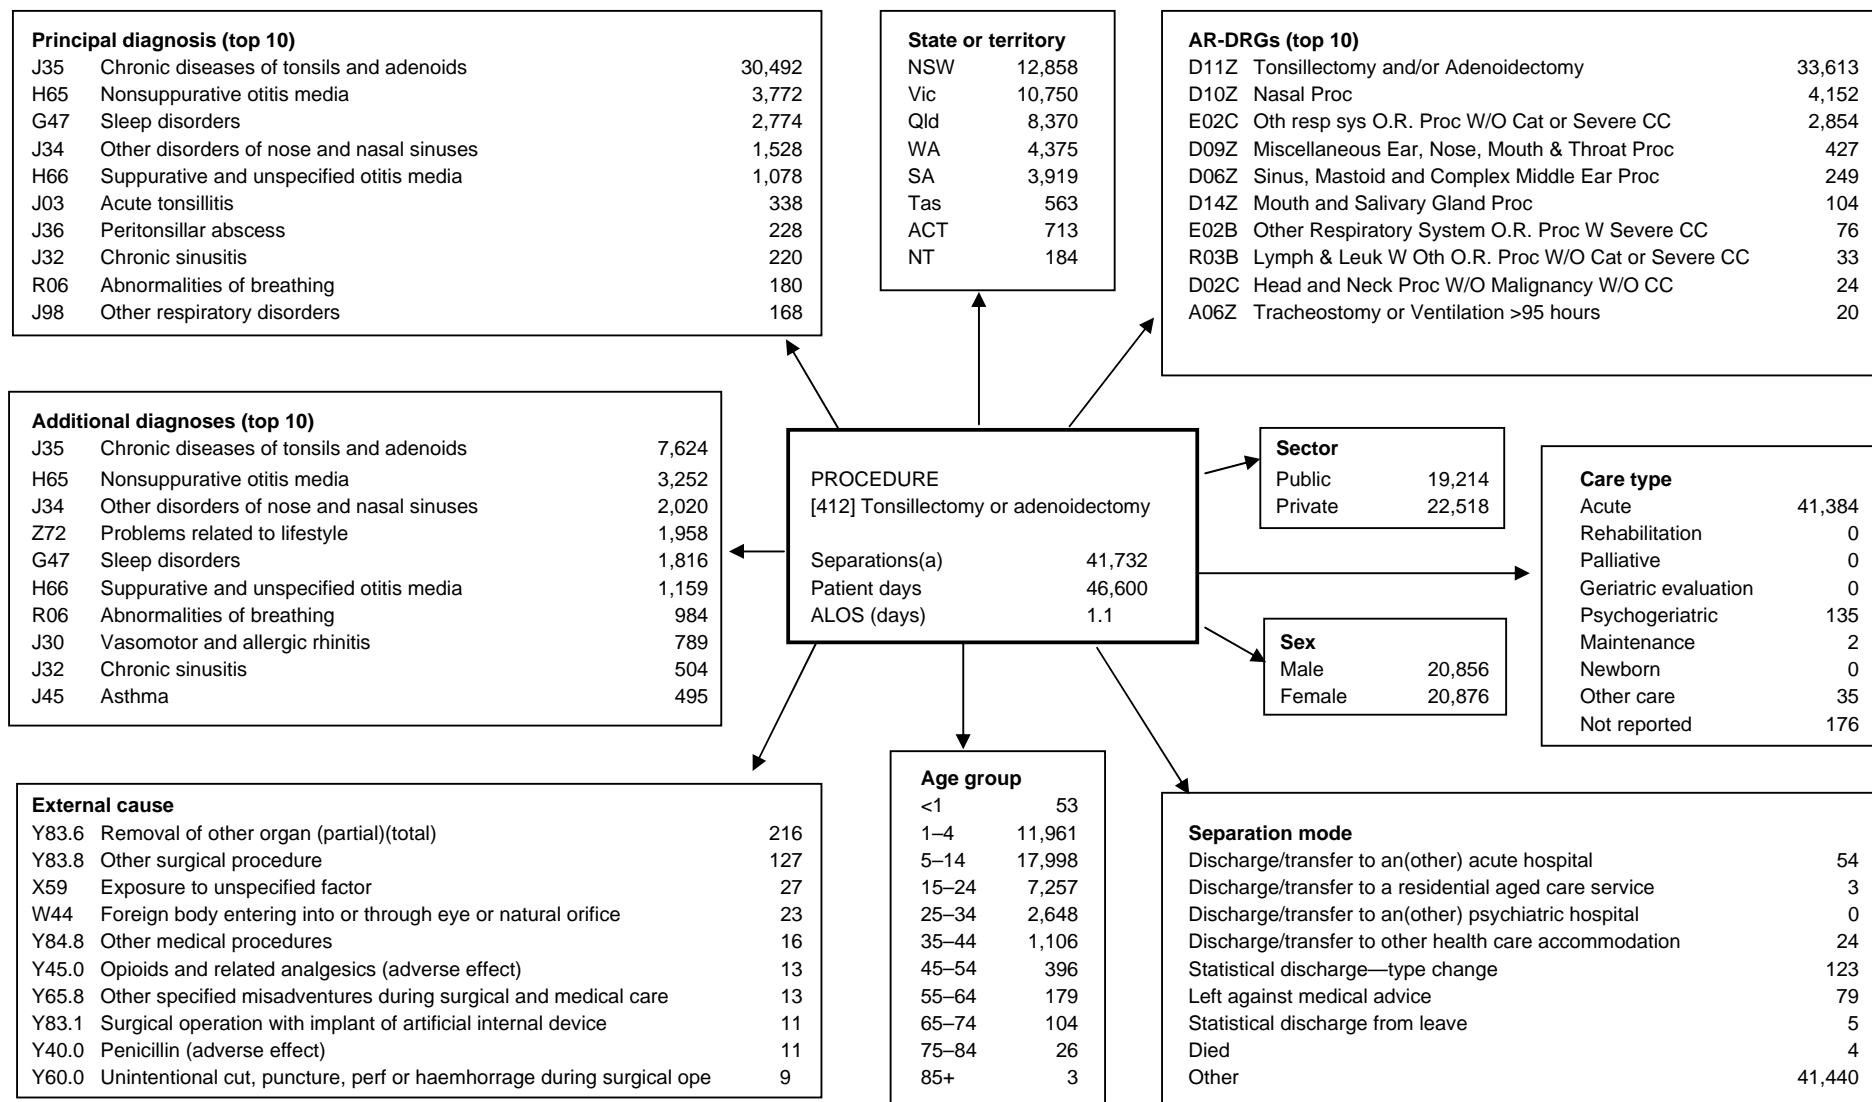 Principal diagnosis (top 10)
J35 Chronic diseases of tonsils and adenoids 30,492
H65 Nonsuppurative otitis media 3,772
G47 Sleep disorders 2,774
J34 Other disorders of nose and nasal sinuses 1,528
H66 Suppurative and unspecified otitis media 1,078
J03 Acute tonsillitis 338
J36 Peritonsillar abscess 228
J32 Chronic sinusitis 220
R06 Abnormalities of breathing 180
J98 Other respiratory disorders 168
State or territory
NSW 12,858
Vic 10,750
Qld 8,370
WA 4,375
SA 3,919
Tas 563
ACT 713
NT 184
AR-DRGs (top 10)
D11Z Tonsillectomy and/or Adenoidectomy 33,613
D10Z Nasal Proc 4,152
E02C Oth resp sys O.R. Proc W/O Cat or Severe CC 2,854
D09Z Miscellaneous Ear, Nose, Mouth & Throat Proc 427
D06Z Sinus, Mastoid and Complex Middle Ear Proc 249
D14Z Mouth and Salivary Gland Proc 104
E02B Other Respiratory System O.R. Proc W Severe CC 76
R03B Lymph & Leuk W Oth O.R. Proc W/O Cat or Severe CC 33
D02C Head and Neck Proc W/O Malignancy W/O CC 24
A06Z Tracheostomy or Ventilation >95 hours 20
Additional diagnoses (top 10)
J35 Chronic diseases of tonsils and adenoids 7,624
H65 Nonsuppurative otitis media 3,252
J34 Other disorders of nose and nasal sinuses 2,020
Z72 Problems related to lifestyle 1,958
G47 Sleep disorders 1,816
H66 Suppurative and unspecified otitis media 1,159
R06 Abnormalities of breathing 984
J30 Vasomotor and allergic rhinitis 789
J32 Chronic sinusitis 504
J45 Asthma 495
PROCEDURE
[412] Tonsillectomy or adenoidectomy
Separations(a) 41,732
Patient days 46,600
ALOS (days) 1.1
Sector
Public 19,214
Private 22,518
Sex
Male 20,856
Female 20,876
Care type
Acute 41,384
Rehabilitation 0
Palliative 0
Geriatric evaluation 0
Psychogeriatric 135
Maintenance 2
Newborn 0
Other care 35
Not reported 176
External cause
Y83.6 Removal of other organ (partial)(total) 216
Y83.8 Other surgical procedure 127
X59 Exposure to unspecified factor 27
W44 Foreign body entering into or through eye or natural orifice 23
Y84.8 Other medical procedures 16
Y45.0 Opioids and related analgesics (adverse effect) 13
Y65.8 Other specified misadventures during surgical and medical care 13
Y83.1 Surgical operation with implant of artificial internal device 11
Y40.0 Penicillin (adverse effect) 11
Y60.0 Unintentional cut, puncture, perf or haemhorrage during surgical ope 9
Age group
<1 53
1–4 11,961
5–14 17,998
15–24 7,257
25–34 2,648
35–44 1,106
45–54 396
55–64 179
65–74 104
75–84 26
85+ 3
Separation mode
Discharge/transfer to an(other) acute hospital 54
Discharge/transfer to a residential aged care service 3
Discharge/transfer to an(other) psychiatric hospital 0
Discharge/transfer to other health care accommodation 24
Statistical discharge—type change 123
Left against medical advice 79
Statistical discharge from leave 5
Died 4
Other 41,440